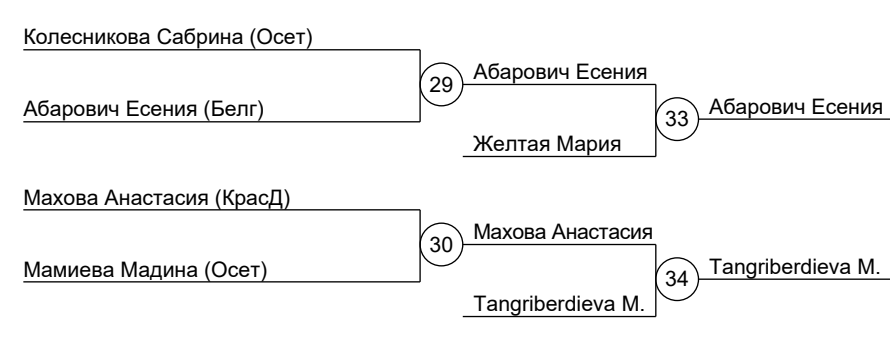 Колесникова Сабрина (Осет)
29
Абарович Есения
Абарович Есения (Белг)
33
Абарович Есения
Желтая Мария
Махова Анастасия (КрасД)
30
Махова Анастасия
Мамиева Мадина (Осет)
34
Tangriberdieva M.
Tangriberdieva M.